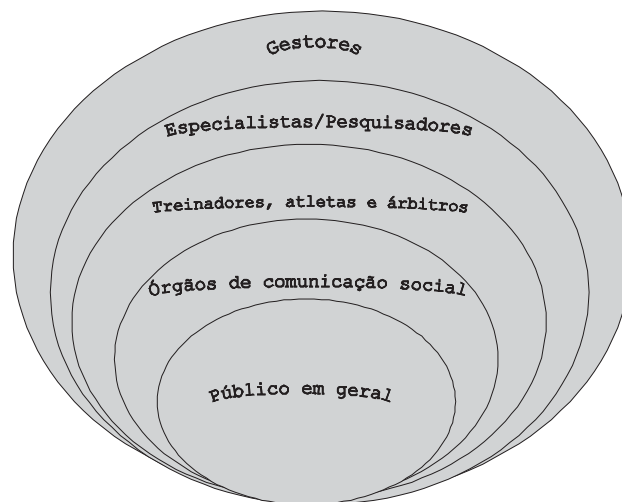 Gestores
Especialistas/Pesquisadores
Treinadores, atletas e árbitros
Órgãos de comunicação social
Público em geral